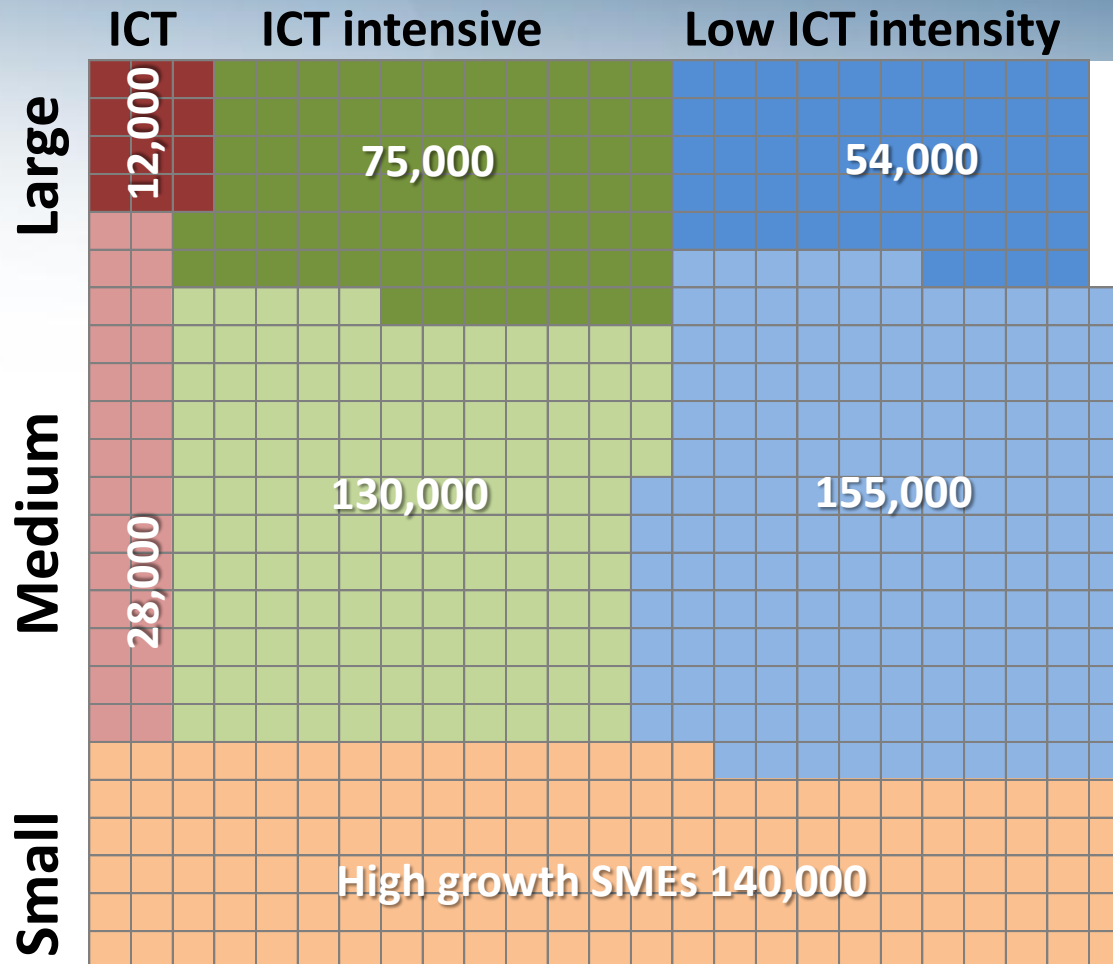 ICT ICT intensive Low ICT intensity
Large
12,000
75,000
54,000
Medium
28,000
130,000
155,000
Small
High growth SMEs 140,000